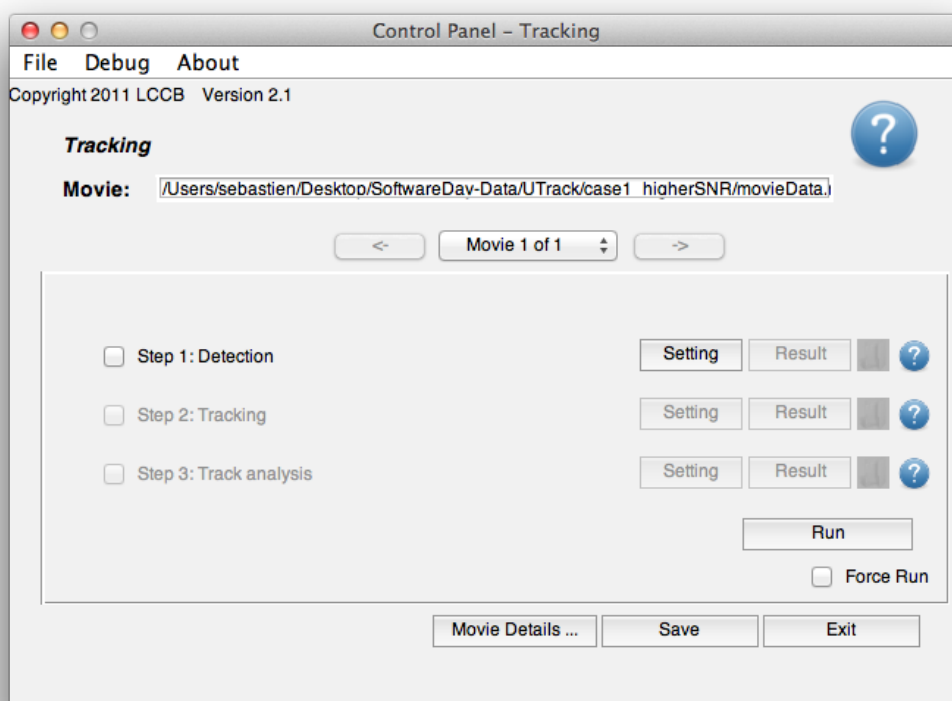 Control Panel – Tracking
File Debug About
Copyright 2011 LCCB Version 2.1
?
Tracking
Movie: /Users/sebastien/Desktop/SoftwareDay-Data/UTrack/case1_higherSNR/movieData.
<- Movie 1 of 1 ->
Step 1: Detection Setting Result ?
Step 2: Tracking Setting Result ?
Step 3: Track analysis Setting Result ?
Run
Force Run
Movie Details ... Save Exit